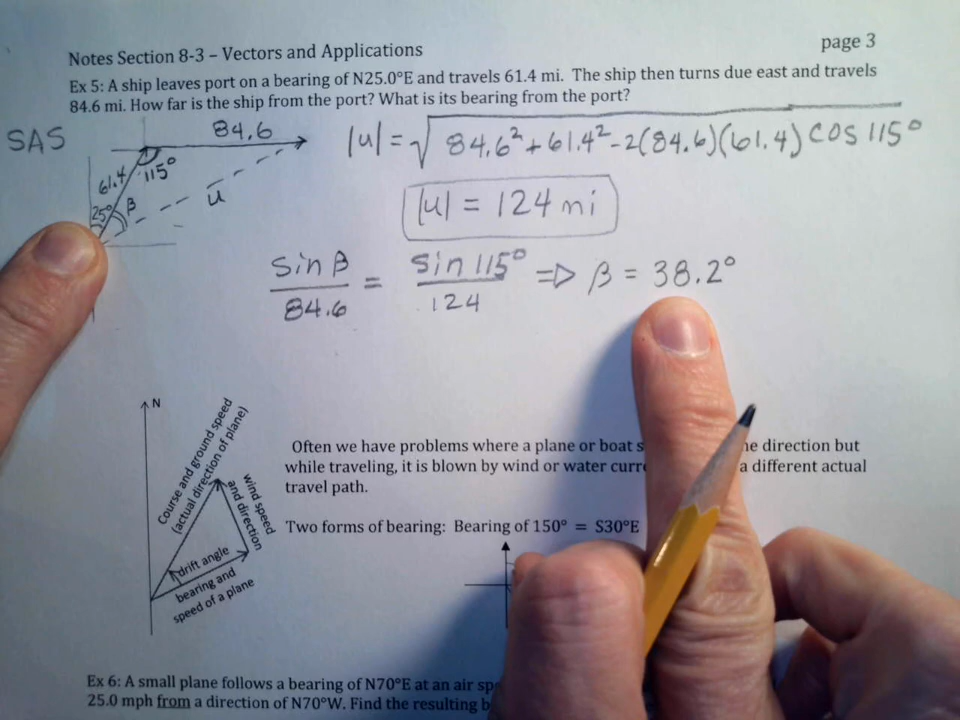 Notes Section 8-3 – Vectors and Applications
page 3
Ex 5: A ship leaves port on a bearing of N25.0°E and travels 61.4 mi. The ship then turns due east and travels
84.6 mi. How far is the ship from the port? What is its bearing from the port?
SAS
84.6
|u| = √84.6² + 61.4² - 2(84.6)(61.4) COS 115°
61.4
115°
25°
β
u
|u| = 124 mi
sin β / 84.6 = sin 115° / 124 => β = 38.2°
N
Course and ground speed
(actual direction of plane)
wind speed
and direction
drift angle
bearing and
speed of a plane
Often we have problems where a plane or boat s he direction but
while traveling, it is blown by wind or water curre a different actual
travel path.
Two forms of bearing: Bearing of 150° = S30°E
Ex 6: A small plane follows a bearing of N70°E at an air sp
25.0 mph from a direction of N70°W. Find the resulting b